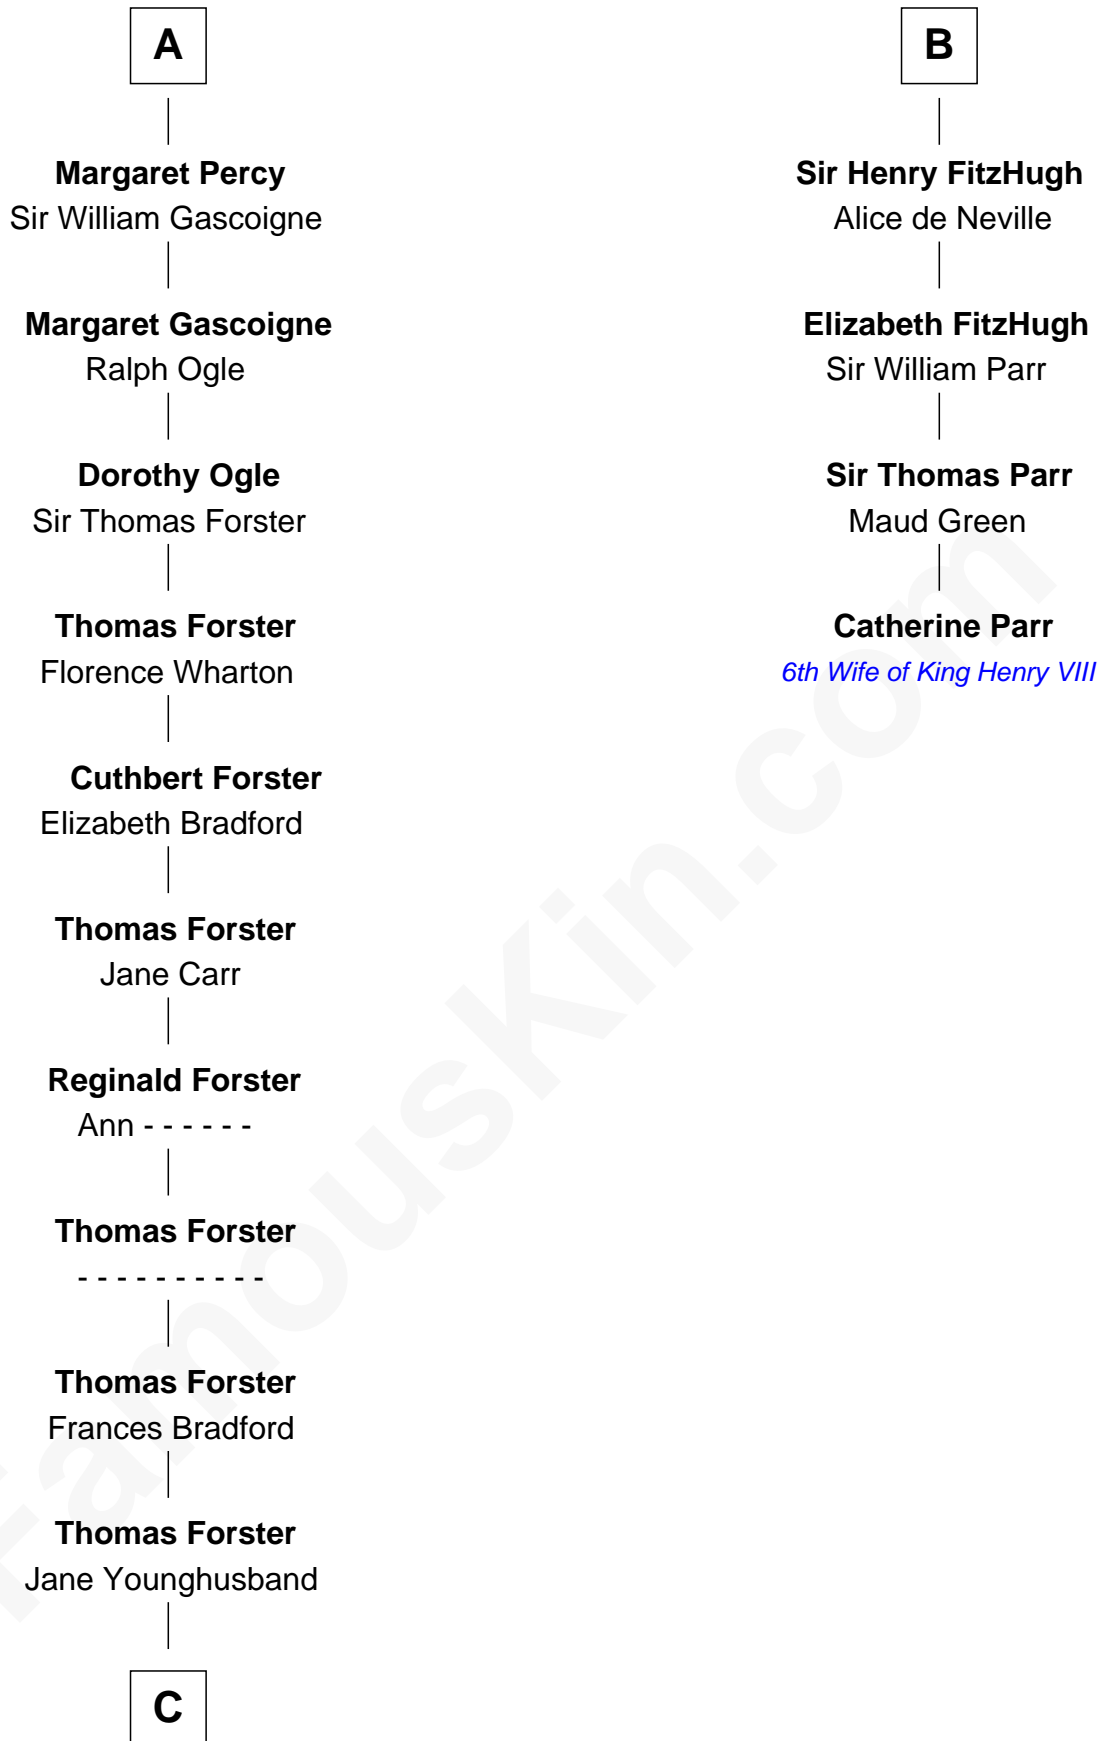 A
Margaret Percy
Sir William Gascoigne
Margaret Gascoigne
Ralph Ogle
Dorothy Ogle
Sir Thomas Forster
Thomas Forster
Florence Wharton
Cuthbert Forster
Elizabeth Bradford
Thomas Forster
Jane Carr
Reginald Forster
Ann - - - - - -
Thomas Forster
- - - - - - - - - -
Thomas Forster
Frances Bradford
Thomas Forster
Jane Younghusband
C
B
Sir Henry FitzHugh
Alice de Neville
Elizabeth FitzHugh
Sir William Parr
Sir Thomas Parr
Maud Green
Catherine Parr
6th Wife of King Henry VIII
FamousKin.com